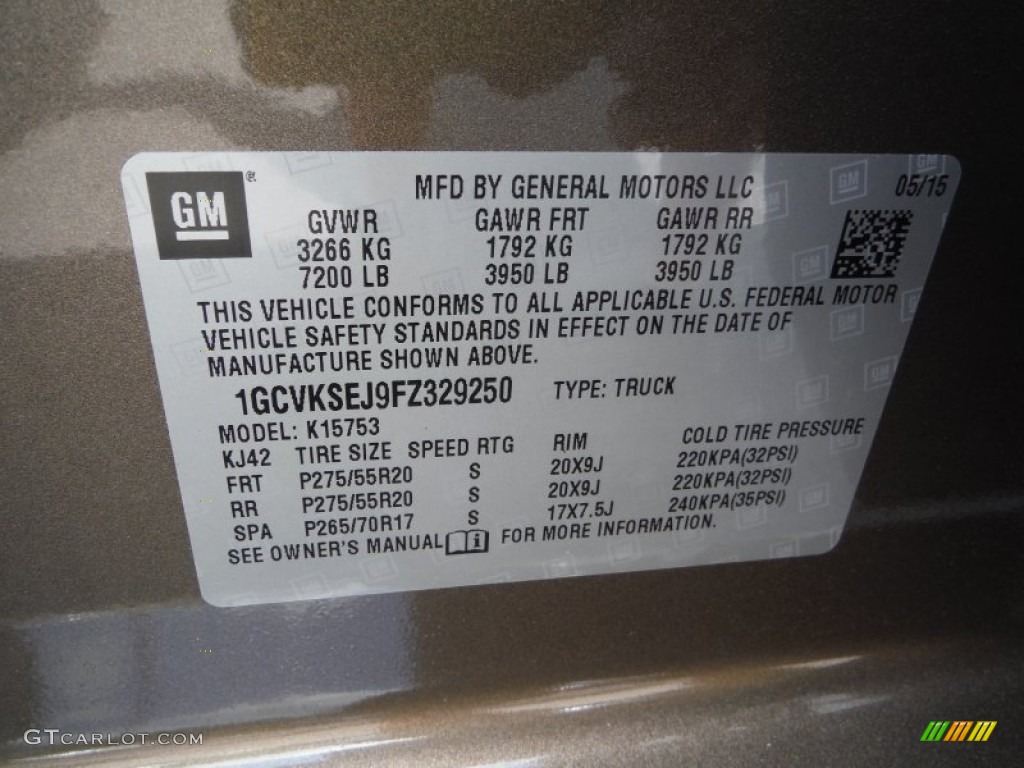 GM®
MFD BY GENERAL MOTORS LLC 05/15
GVWR GAWR FRT GAWR RR
3266 KG 1792 KG 1792 KG
7200 LB 3950 LB 3950 LB
THIS VEHICLE CONFORMS TO ALL APPLICABLE U.S. FEDERAL MOTOR
VEHICLE SAFETY STANDARDS IN EFFECT ON THE DATE OF
MANUFACTURE SHOWN ABOVE.
1GCVKSEJ9FZ329250 TYPE: TRUCK
MODEL: K15753
KJ42 TIRE SIZE SPEED RTG RIM COLD TIRE PRESSURE
FRT P275/55R20 S 20X9J 220KPA(32PSI)
RR P275/55R20 S 20X9J 220KPA(32PSI)
SPA P265/70R17 S 17X7.5J 240KPA(35PSI)
SEE OWNER'S MANUAL i FOR MORE INFORMATION.
GTCARLOT.COM